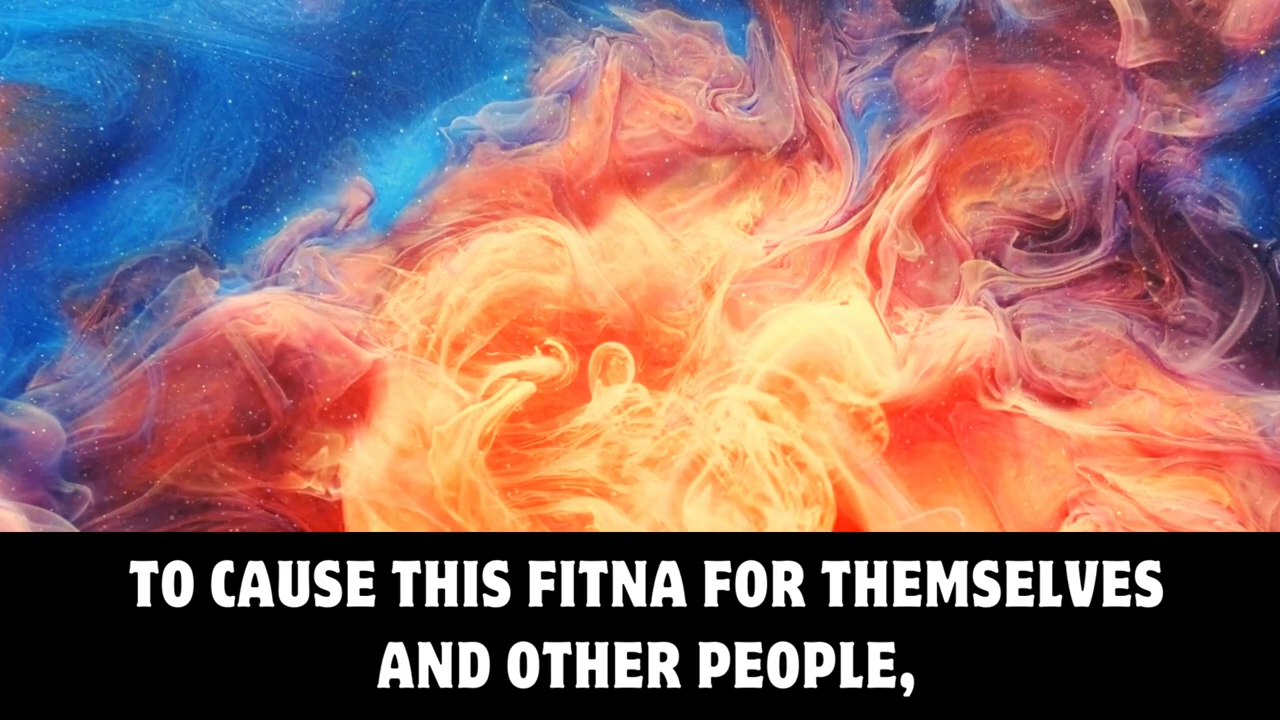 TO CAUSE THIS FITNA FOR THEMSELVES
AND OTHER PEOPLE,